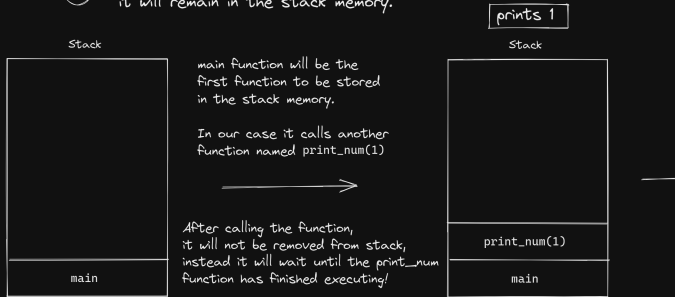 it will remain in the stack memory.
prints 1
Stack
Stack
main function will be the
first function to be stored
in the stack memory.
In our case it calls another
function named print_num(1)
After calling the function,
it will not be removed from stack,
instead it will wait until the print_num
function has finished executing!
print_num(1)
main
main